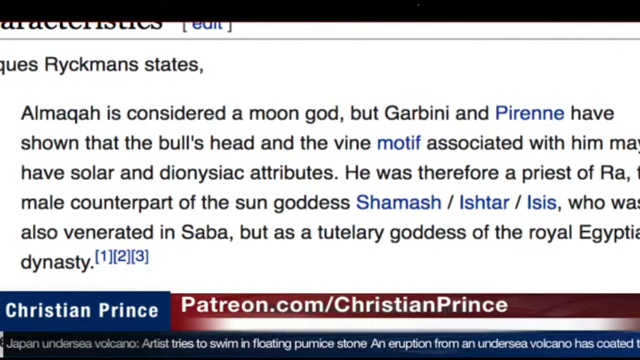 aracteristics [ edit ]
ques Ryckmans states,
Almaqah is considered a moon god, but Garbini and Pirenne have
shown that the bull's head and the vine motif associated with him may
have solar and dionysiac attributes. He was therefore a priest of Ra, t
male counterpart of the sun goddess Shamash / Ishtar / Isis, who was
also venerated in Saba, but as a tutelary goddess of the royal Egyptia
dynasty.[1][2][3]
Christian Prince
Patreon.com/ChristianPrince
Japan undersea volcano: Artist tries to swim in floating pumice stone An eruption from an undersea volcano has coated t